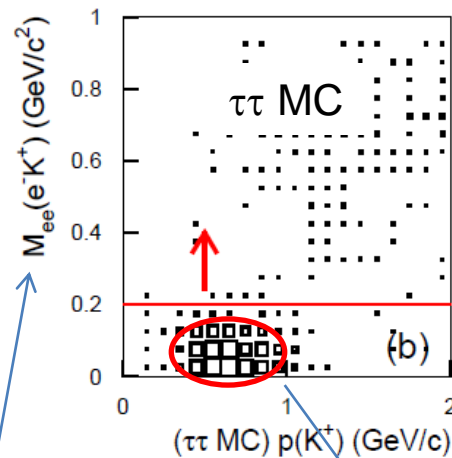 1
0.8
0.6
0.4
0.2
0
M_ee(e⁻K⁺) (GeV/c²)
ττ MC
(b)
0
1
2
(ττ MC) p(K⁺) (GeV/c)